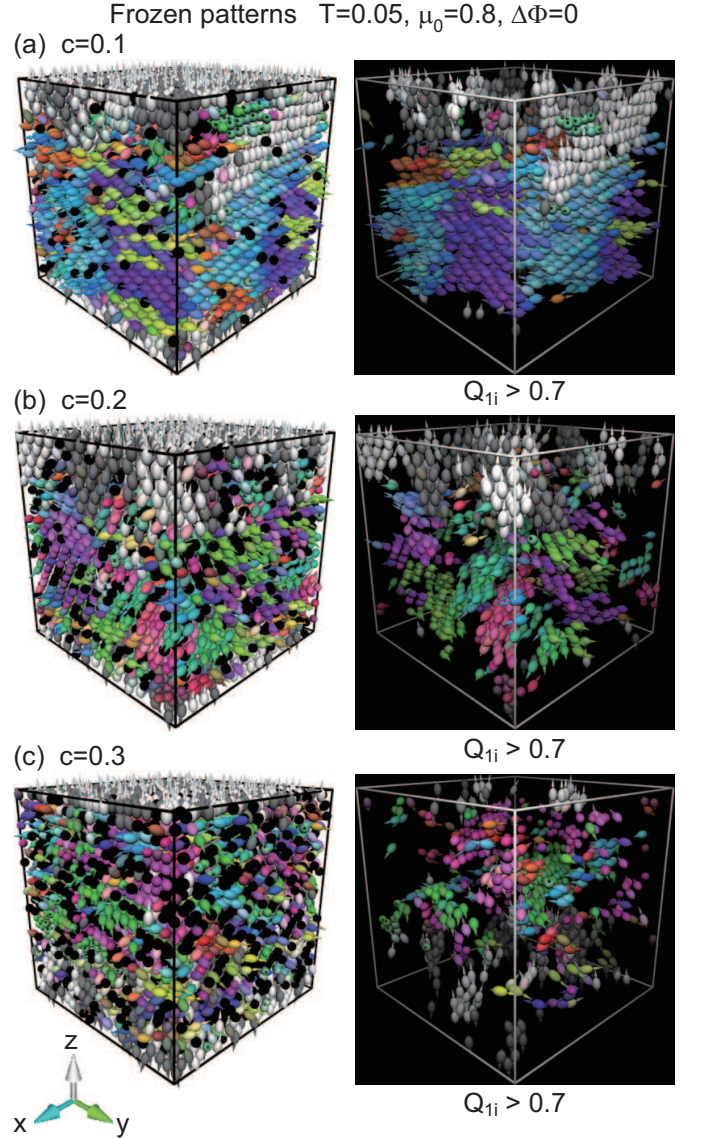 Frozen patterns T=0.05, μ₀=0.8, ΔΦ=0
(a) c=0.1
Q₁ᵢ > 0.7
(b) c=0.2
Q₁ᵢ > 0.7
(c) c=0.3
z
x
y
Q₁ᵢ > 0.7